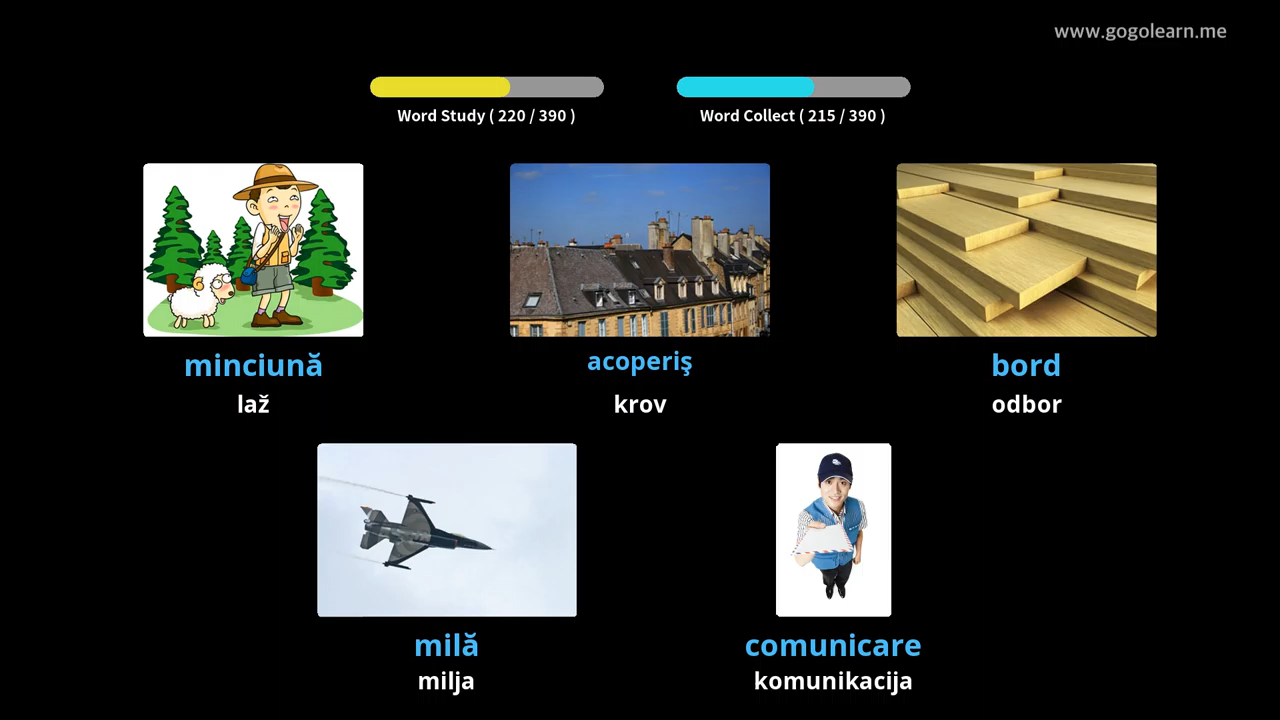 www.gogolearn.me
Word Study ( 220 / 390 )
Word Collect ( 215 / 390 )
minciună
laž
acoperiş
krov
bord
odbor
milă
milja
comunicare
komunikacija